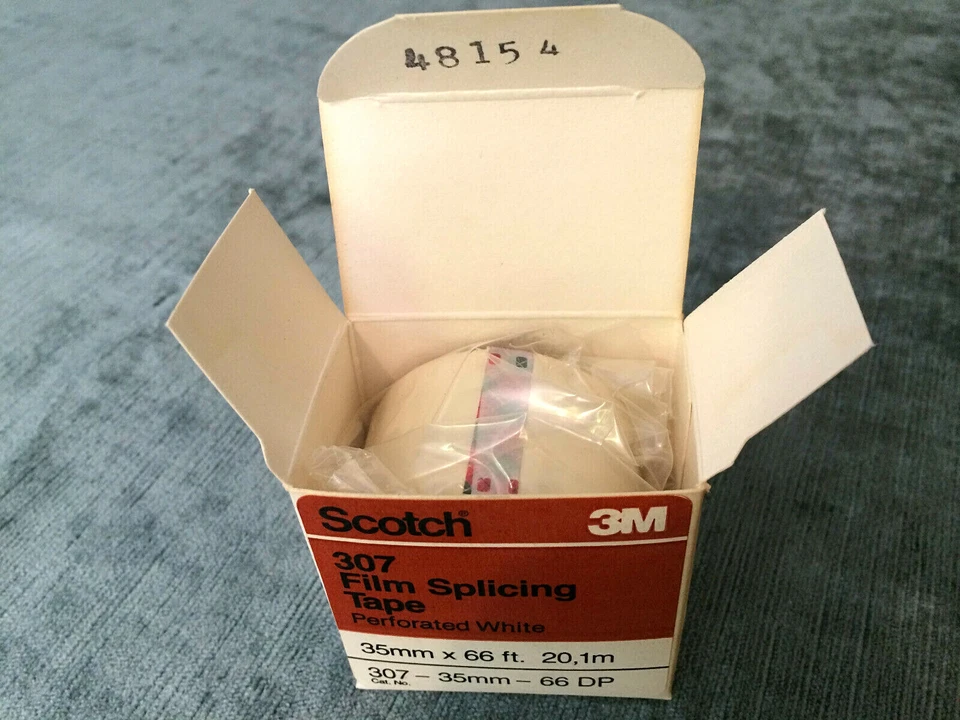 48154
Scotch® 3M
307
Film Splicing
Tape
Perforated White
35mm x 66 ft. 20,1m
307 – 35mm – 66 DP
Cat. No.